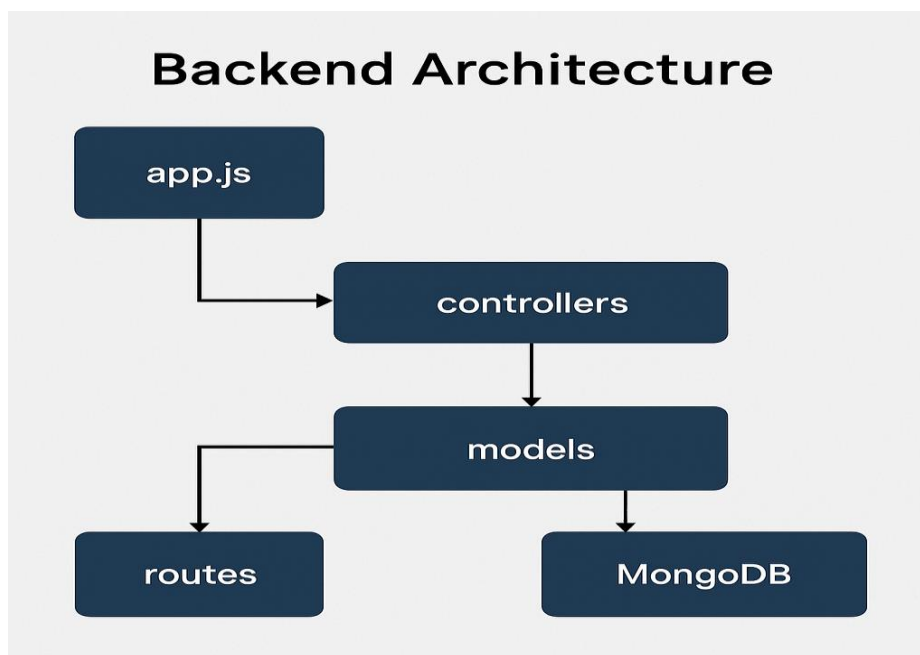 Backend Architecture
app.js
controllers
models
routes
MongoDB